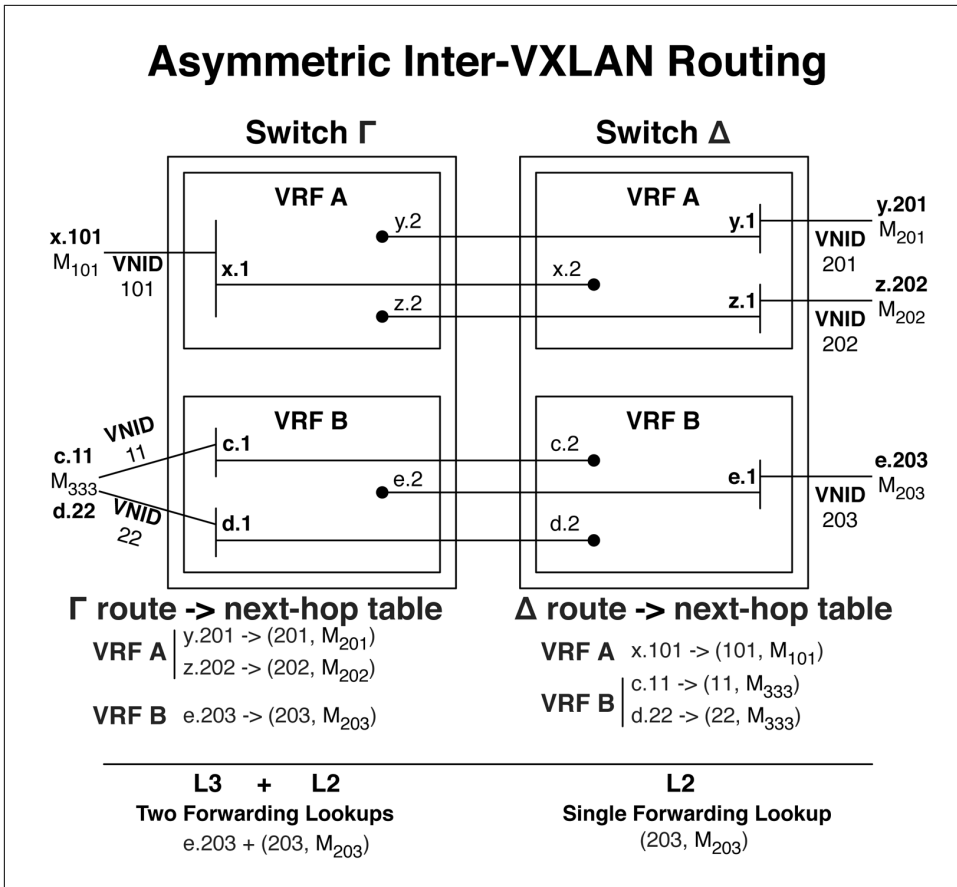 Asymmetric Inter-VXLAN Routing
Switch Γ
Switch Δ
VRF A
y.2
x.101
M101
VNID
101
x.1
z.2
VRF A
y.1
x.2
z.1
y.201
M201
VNID
201
z.202
M202
VNID
202
VRF B
VNID
11
c.11
M333
d.22
VNID
22
c.1
e.2
d.1
VRF B
c.2
e.1
d.2
e.203
M203
VNID
203
Γ route -> next-hop table
VRF A
y.201 -> (201, M201)
z.202 -> (202, M202)
VRF B e.203 -> (203, M203)
Δ route -> next-hop table
VRF A x.101 -> (101, M101)
VRF B
c.11 -> (11, M333)
d.22 -> (22, M333)
L3 + L2
Two Forwarding Lookups
e.203 + (203, M203)
L2
Single Forwarding Lookup
(203, M203)